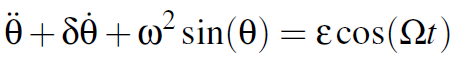 θ̈ + δθ̇ + ω² sin(θ) = ε cos(Ωt)